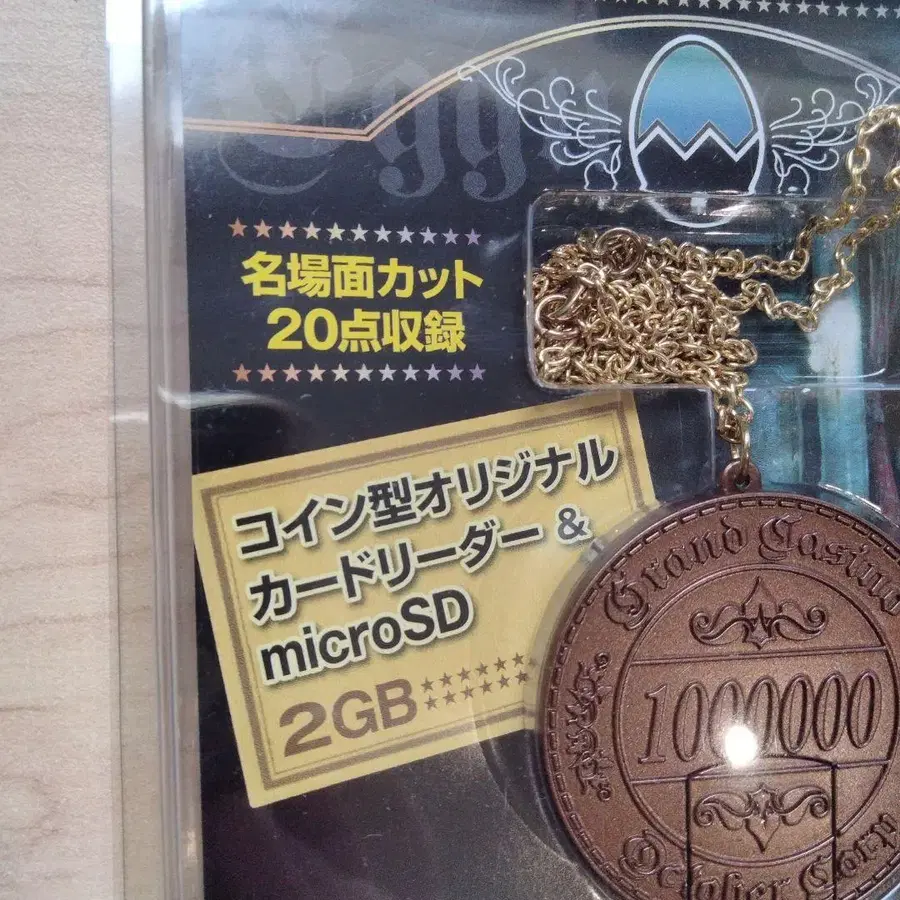 名場面カット
20点収録
コイン型オリジナル
カードリーダー &
microSD
2GB
Grand Casino
1000000
October Corp